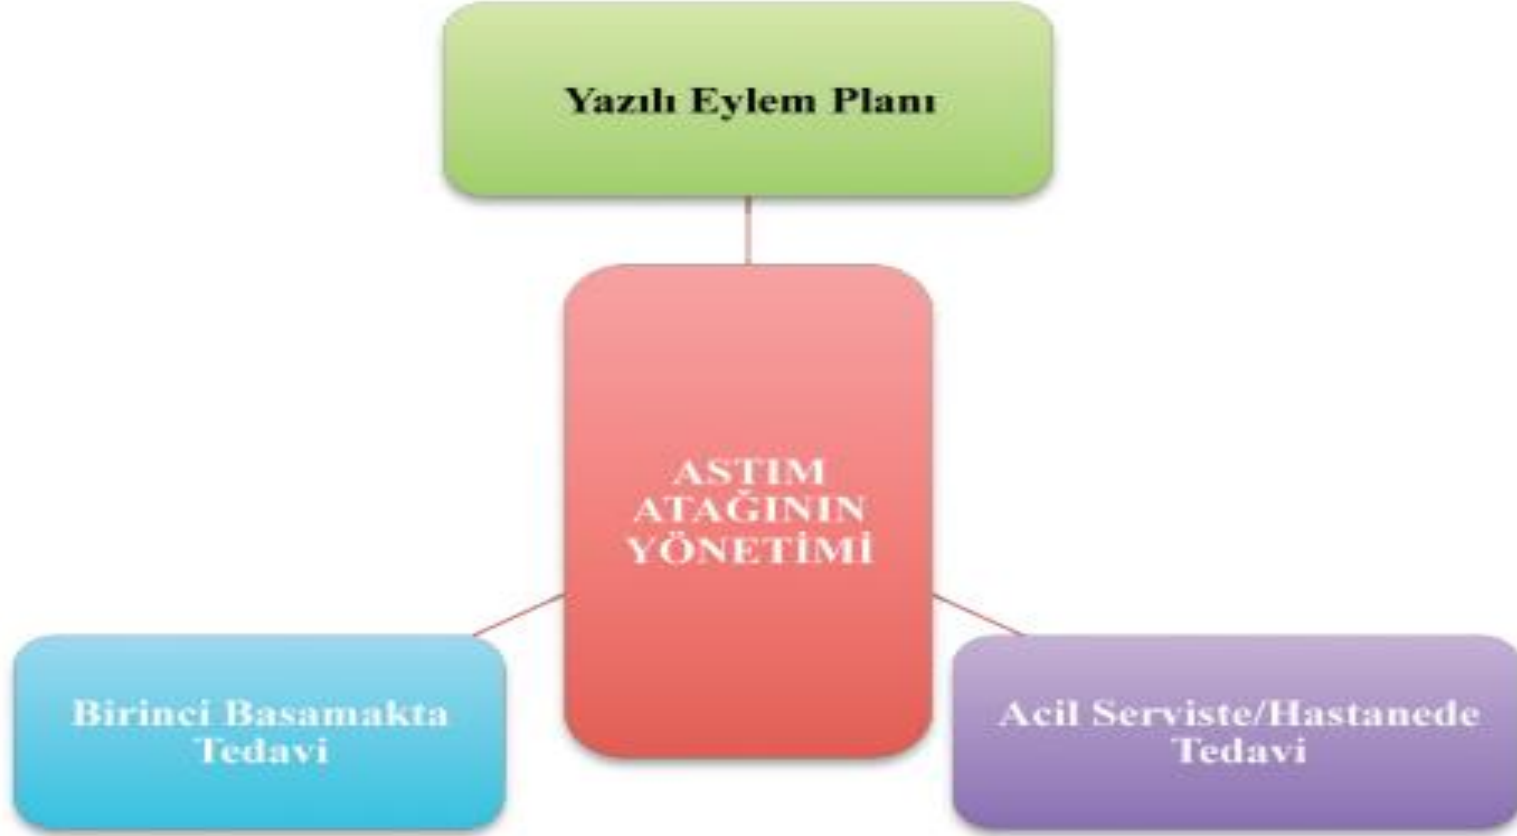 Yazılı Eylem Planı
ASTIM
ATAĞININ
YÖNETİMİ
Birinci Basamakta
Tedavi
Acil Serviste/Hastanede
Tedavi